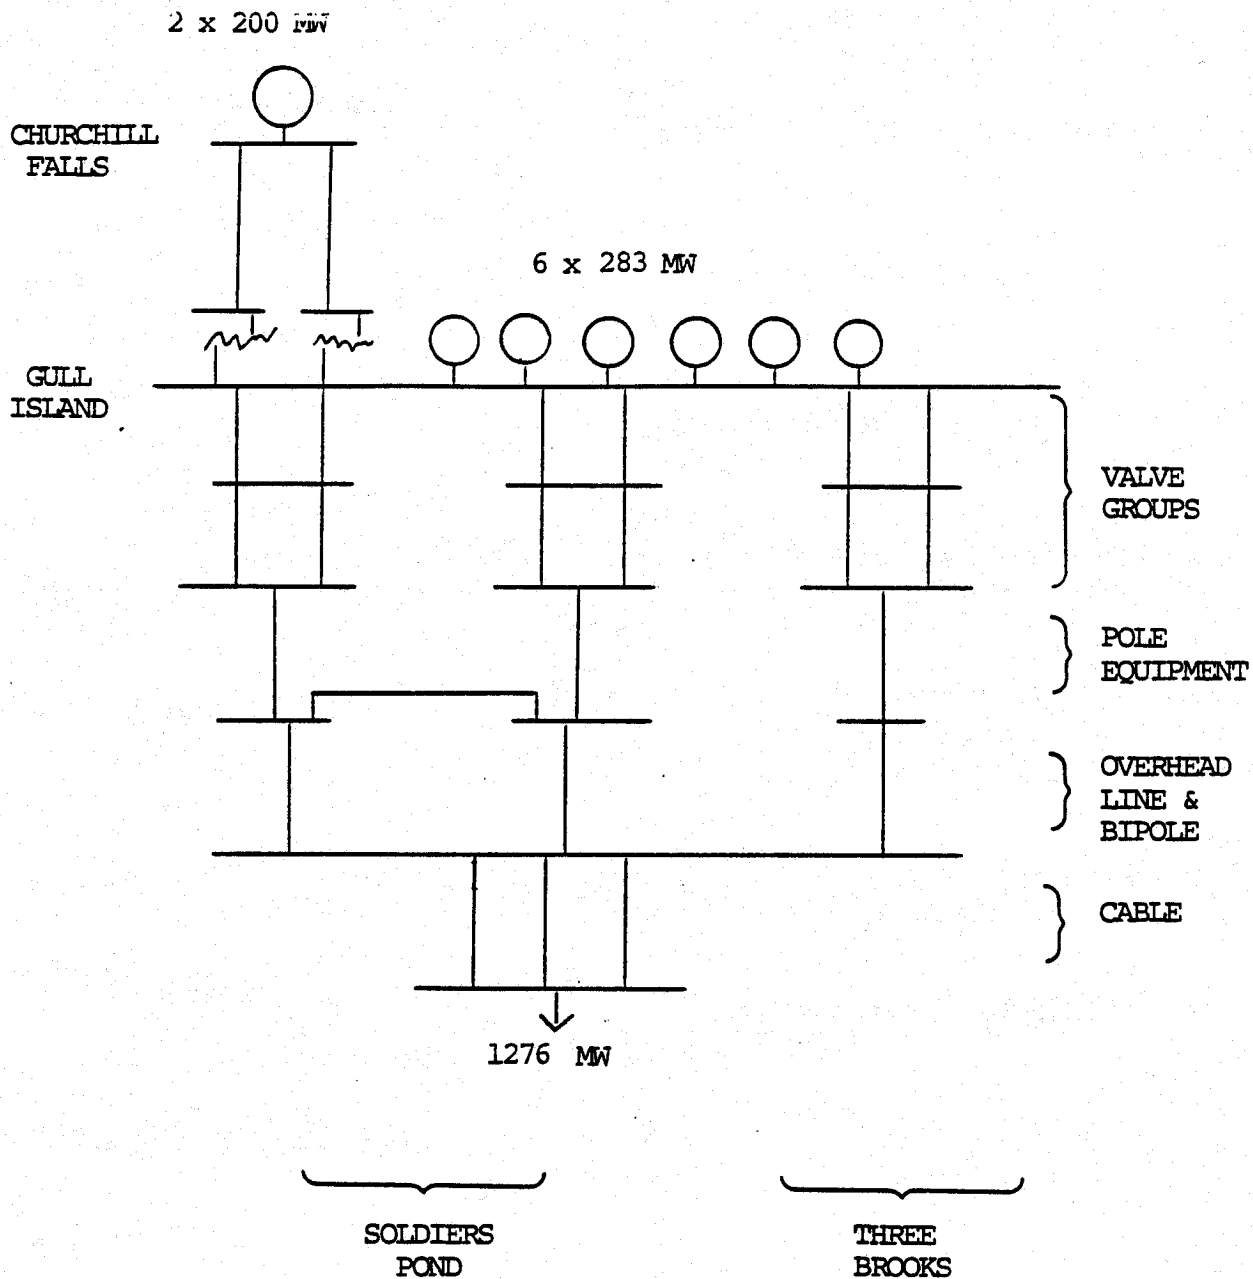 2 x 200 MW
CHURCHILL
FALLS
6 x 283 MW
GULL
ISLAND
VALVE
GROUPS
POLE
EQUIPMENT
OVERHEAD
LINE &
BIPOLE
CABLE
1276 MW
SOLDIERS
POND
THREE
BROOKS